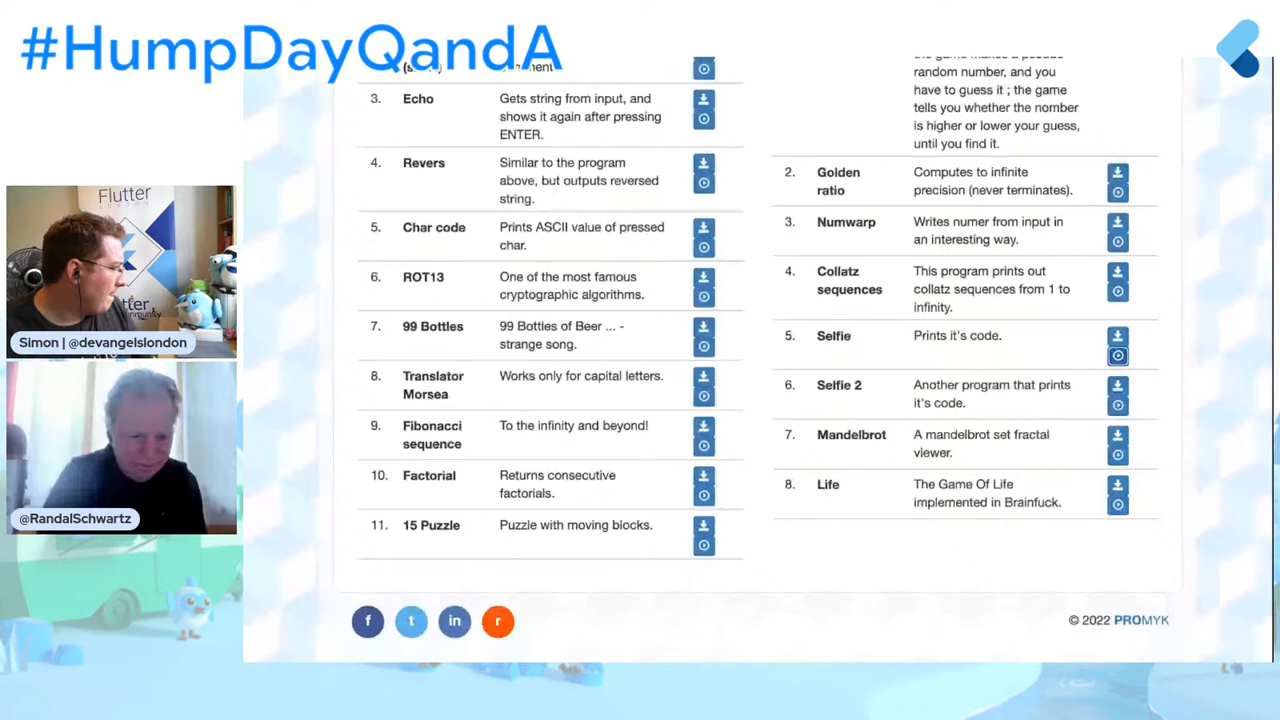 #HumpDayQandA
3. Echo
Gets string from input, and
shows it again after pressing
ENTER.
4. Revers
Similar to the program
above, but outputs reversed
string.
5. Char code
Prints ASCII value of pressed
char.
6. ROT13
One of the most famous
cryptographic algorithms.
7. 99 Bottles
99 Bottles of Beer ... -
strange song.
8. Translator
Morsea
Works only for capital letters.
9. Fibonacci
sequence
To the infinity and beyond!
10. Factorial
Returns consecutive
factorials.
11. 15 Puzzle
Puzzle with moving blocks.
random number, and you
have to guess it ; the game
tells you whether the nomber
is higher or lower your guess,
until you find it.
2. Golden
ratio
Computes to infinite
precision (never terminates).
3. Numwarp
Writes numer from input in
an interesting way.
4. Collatz
sequences
This program prints out
collatz sequences from 1 to
infinity.
5. Selfie
Prints it's code.
6. Selfie 2
Another program that prints
it's code.
7. Mandelbrot
A mandelbrot set fractal
viewer.
8. Life
The Game Of Life
implemented in Brainfuck.
f t in r
© 2022 PROMYK
Flutter
Flutter
Simon | @devangelslondon
@RandalSchwartz